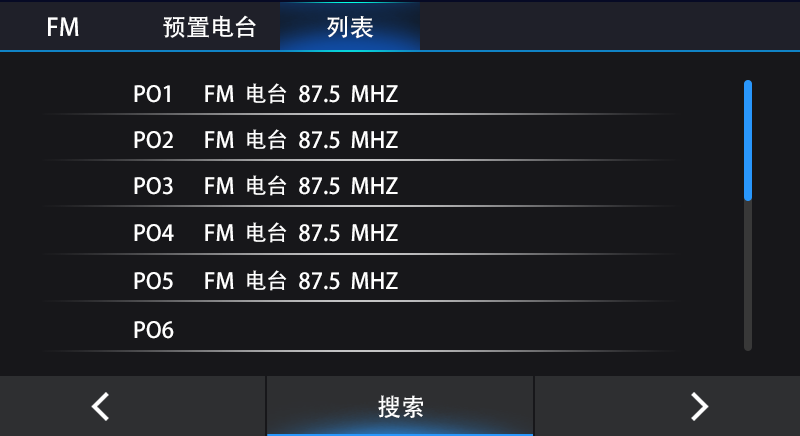 FM 预置电台 列表
PO1 FM 电台 87.5 MHZ
PO2 FM 电台 87.5 MHZ
PO3 FM 电台 87.5 MHZ
PO4 FM 电台 87.5 MHZ
PO5 FM 电台 87.5 MHZ
PO6
搜索